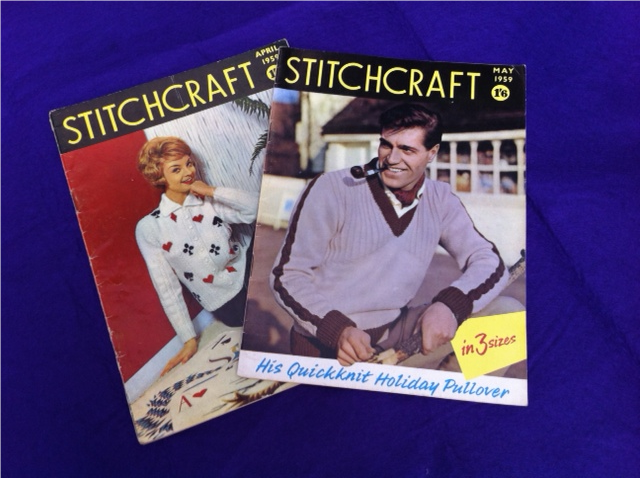 STITCHCRAFT
APRIL
1959
STITCHCRAFT
MAY
1959
1'6
in 3 sizes
His Quickknit Holiday Pullover
A